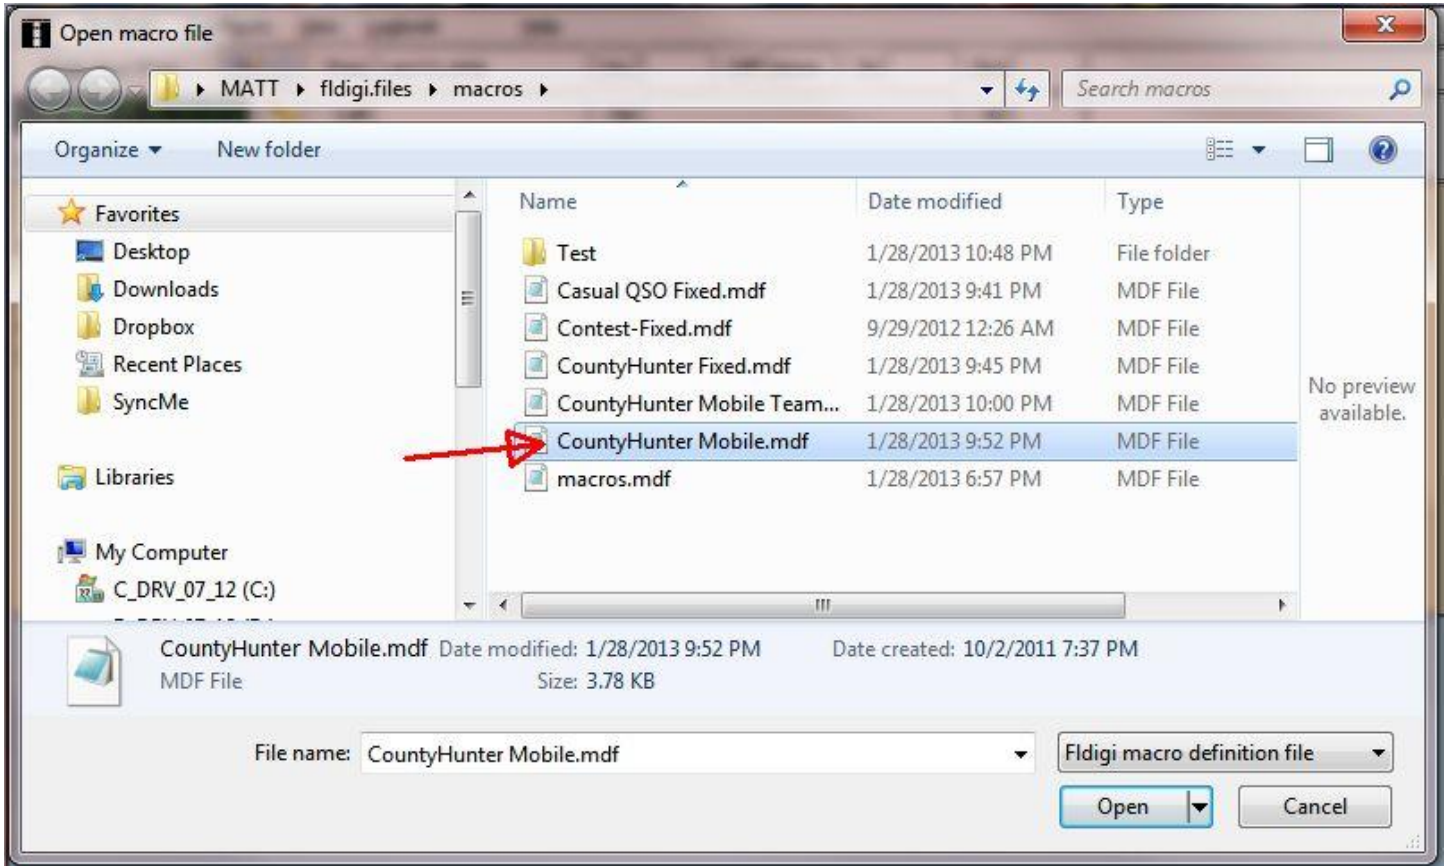 Open macro file
MATT fldigi.files macros
Search macros
Organize New folder
Name Date modified Type
Favorites
Desktop
Downloads
Dropbox
Recent Places
SyncMe
Libraries
My Computer
C_DRV_07_12 (C:)
Test 1/28/2013 10:48 PM File folder
Casual QSO Fixed.mdf 1/28/2013 9:41 PM MDF File
Contest-Fixed.mdf 9/29/2012 12:26 AM MDF File
CountyHunter Fixed.mdf 1/28/2013 9:45 PM MDF File
CountyHunter Mobile Team... 1/28/2013 10:00 PM MDF File
CountyHunter Mobile.mdf 1/28/2013 9:52 PM MDF File
macros.mdf 1/28/2013 6:57 PM MDF File
No preview
available.
CountyHunter Mobile.mdf Date modified: 1/28/2013 9:52 PM Date created: 10/2/2011 7:37 PM
MDF File Size: 3.78 KB
File name: CountyHunter Mobile.mdf Fldigi macro definition file
Open Cancel